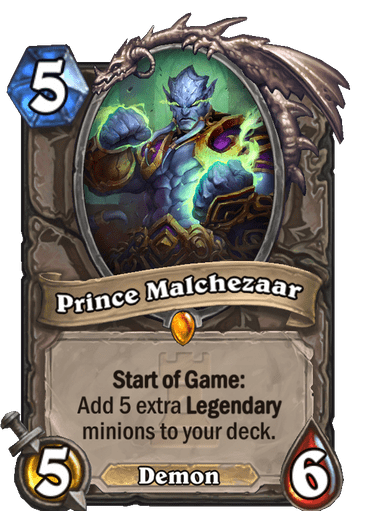 5
Prince Malchezaar
Start of Game:
Add 5 extra Legendary
minions to your deck.
5
Demon
6